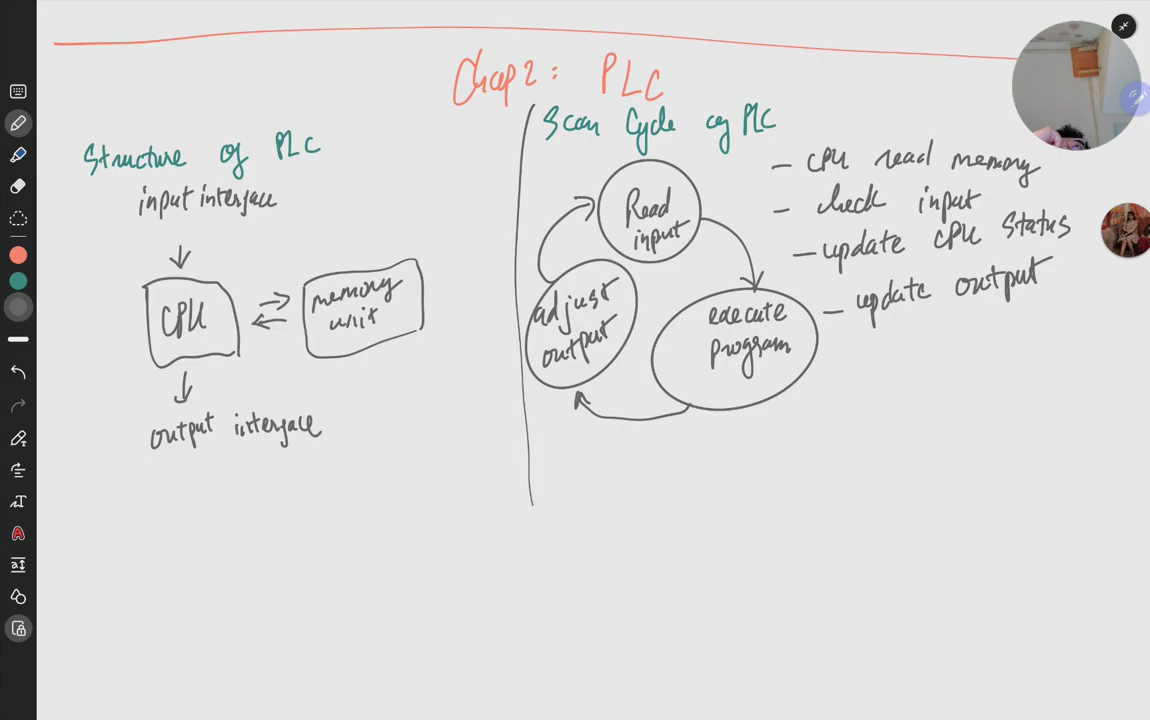 Chap 2: PLC
Structure of PLC
input interface
CPU
memory
unit
output interface
Scan Cycle of PLC
Read
input
execute
program
adjust
output
- CPU read memory
- check input
- update CPU status
- update output